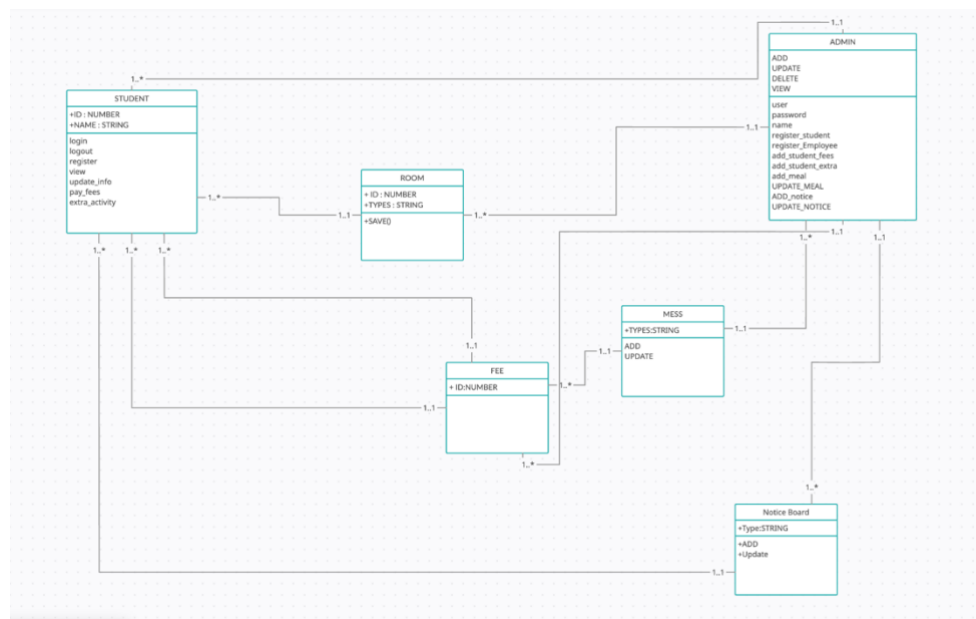 1..1
ADMIN
ADD
UPDATE
DELETE
VIEW
user
password
name
register_student
register_Employee
add_student_fees
add_student_extra
add_meal
UPDATE_MEAL
ADD_notice
UPDATE_NOTICE
1..*
STUDENT
+ID : NUMBER
+NAME : STRING
login
logout
register
view
update_info
pay_fees
extra_activity
1..1
ROOM
+ ID : NUMBER
+TYPES : STRING
+SAVE()
1..*
1..1
1..*
1..*
1..1
1..1
1..*
1..*
1..*
MESS
+TYPES:STRING
ADD
UPDATE
1..1
1..1
1..1
FEE
+ ID:NUMBER
1..*
1..1
1..*
1..*
Notice Board
+Type:STRING
+ADD
+Update
1..1